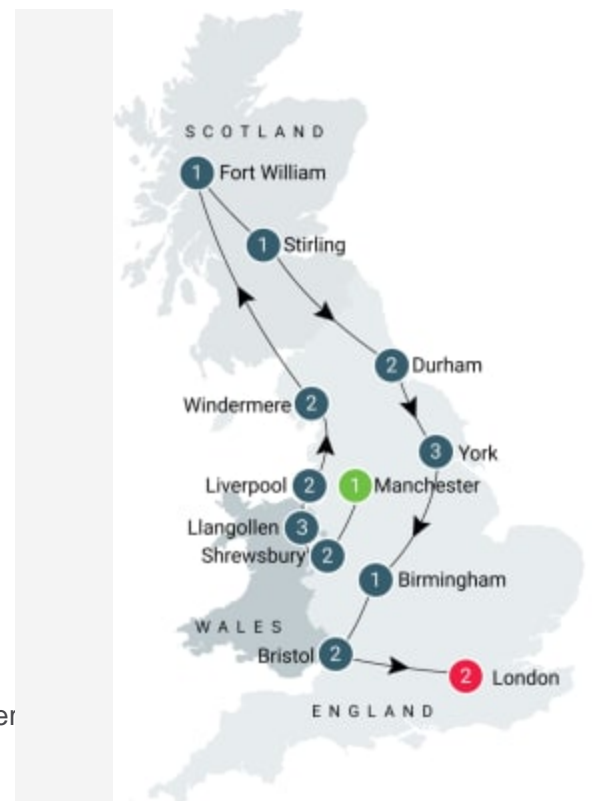 SCOTLAND
1 Fort William
1 Stirling
2 Durham
Windermere 2
3 York
Liverpool 2
1 Manchester
Llangollen 3
Shrewsbury 2
1 Birmingham
WALES
Bristol 2
2 London
ENGLAND
er